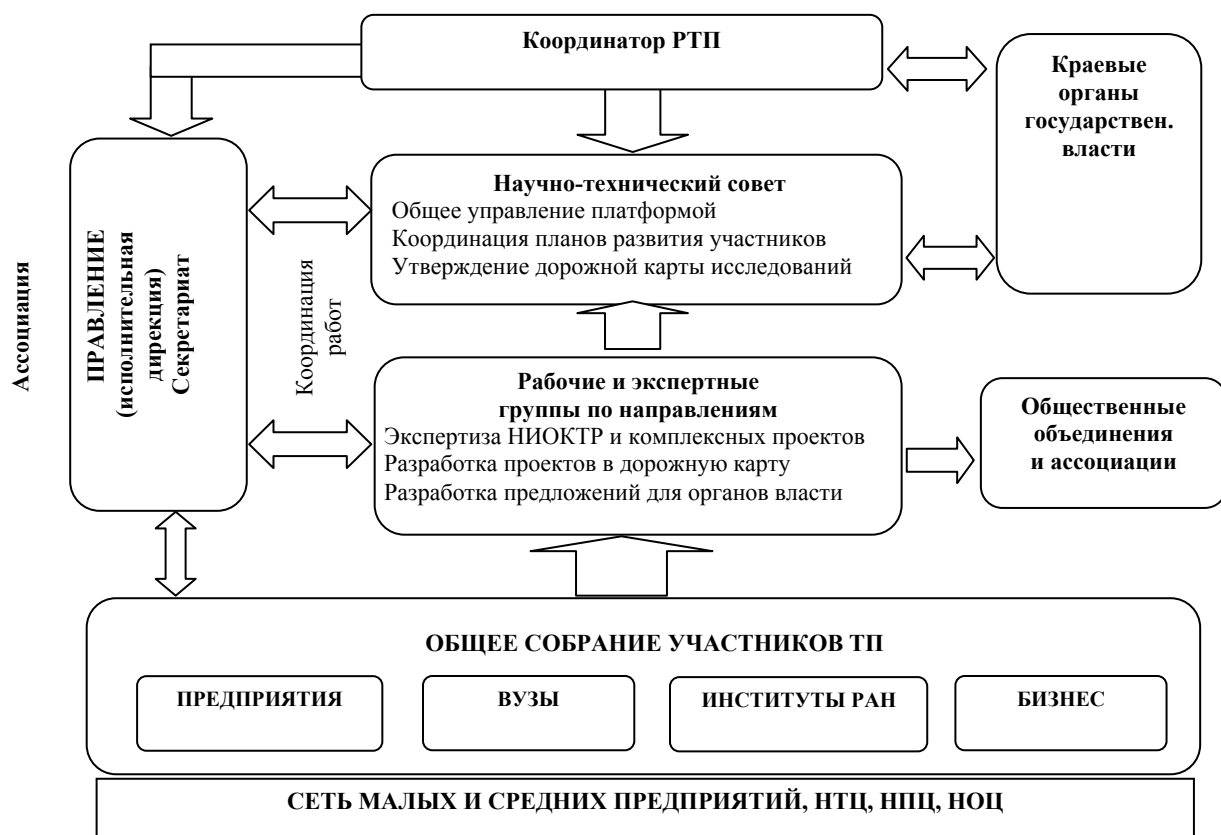 Координатор РТП
Краевые
органы
государствен.
власти
Научно-технический совет
Общее управление платформой
Координация планов развития участников
Утверждение дорожной карты исследований
Ассоциация
ПРАВЛЕНИЕ
(исполнительная
дирекция)
Секретариат
Координация
работ
Рабочие и экспертные
группы по направлениям
Экспертиза НИОКТР и комплексных проектов
Разработка проектов в дорожную карту
Разработка предложений для органов власти
Общественные
объединения
и ассоциации
ОБЩЕЕ СОБРАНИЕ УЧАСТНИКОВ ТП
ПРЕДПРИЯТИЯ
ВУЗЫ
ИНСТИТУТЫ РАН
БИЗНЕС
СЕТЬ МАЛЫХ И СРЕДНИХ ПРЕДПРИЯТИЙ, НТЦ, НПЦ, НОЦ